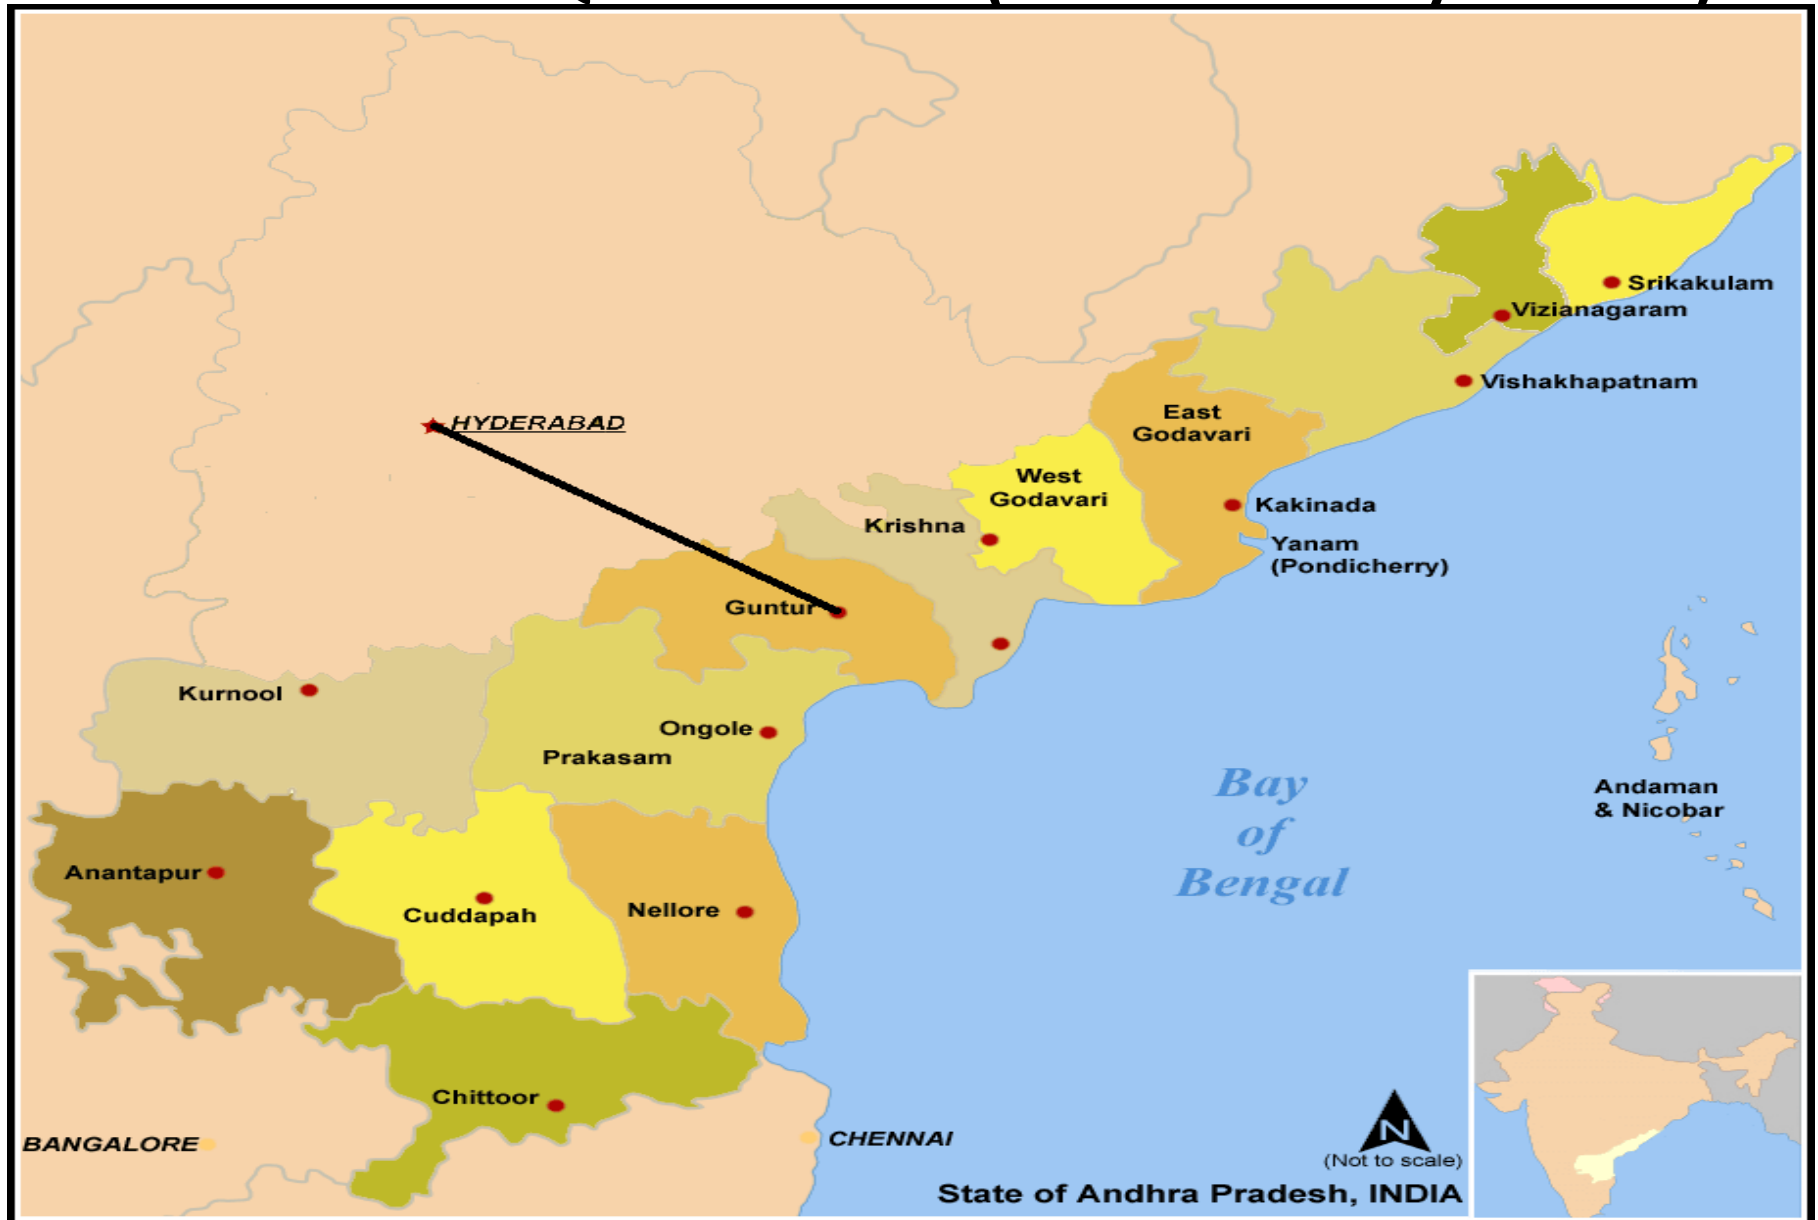 Srikakulam
Vizianagaram
Vishakhapatnam
HYDERABAD
East
Godavari
West
Godavari
Kakinada
Krishna
Yanam
(Pondicherry)
Guntur
Kurnool
Ongole
Prakasam
Bay
of
Bengal
Andaman
& Nicobar
Anantapur
Cuddapah
Nellore
Chittoor
BANGALORE
CHENNAI
N
(Not to scale)
State of Andhra Pradesh, INDIA